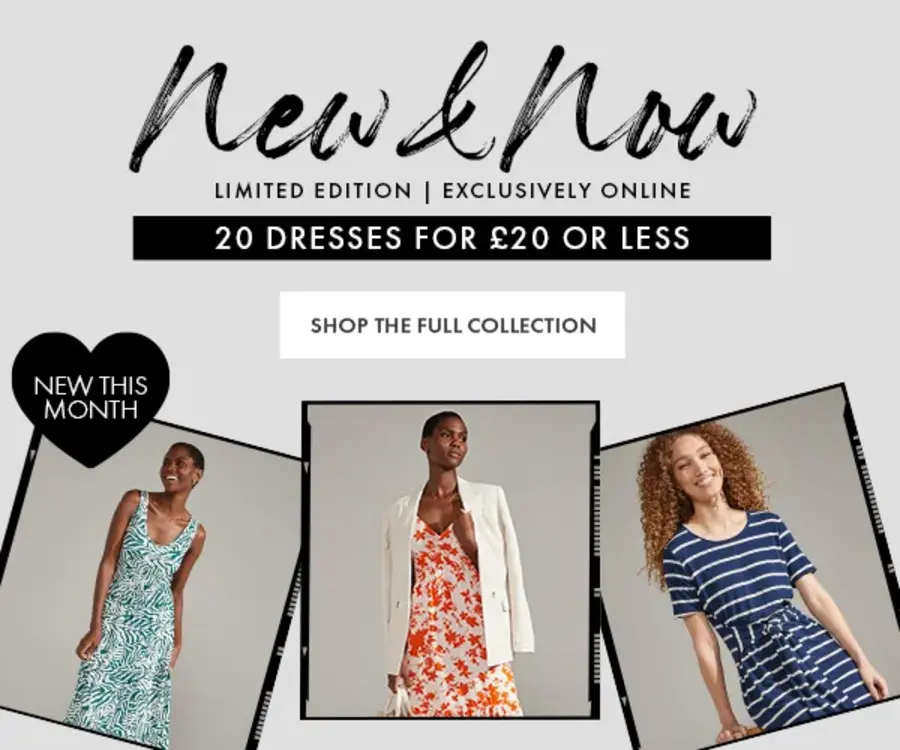 New & Now
LIMITED EDITION | EXCLUSIVELY ONLINE
20 DRESSES FOR £20 OR LESS
SHOP THE FULL COLLECTION
NEW THIS
MONTH